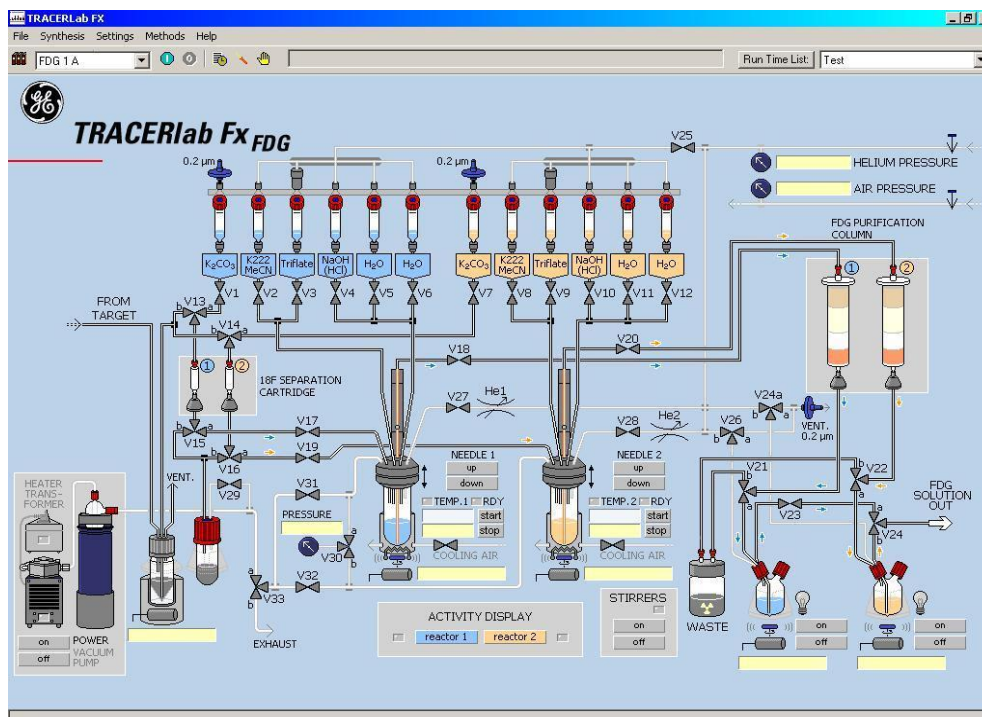 TRACERLab FX
File Synthesis Settings Methods Help
FDG 1 A
Run Time List: Test
TRACERlab Fx FDG
V25
HELIUM PRESSURE
AIR PRESSURE
0.2 µm
0.2 µm
FDG PURIFICATION
COLUMN
K2CO3
K222
MeCN
Triflate
NaOH
(HCl)
H2O
H2O
K2CO3
K222
MeCN
Triflate
NaOH
(HCl)
H2O
H2O
1 2
V1 V2 V3 V4 V5 V6 V7 V8 V9 V10 V11 V12
FROM
TARGET
V13
b a
V14
b a
V20
V18
1 2
18F SEPARATION
CARTRIDGE
V27 He1
V28 He2
V26
b a
V24a
b a
VENT.
0.2 µm
b a
V15
V17
b a
V16
V19
VENT.
V29
V31
NEEDLE 1
up
down
NEEDLE 2
up
down
V21
a
b
V22
a
b
FDG
SOLUTION
OUT
V23
a
V24
b
HEATER
TRANS-
FORMER
PRESSURE
V30
a
b
TEMP.1 RDY
start
stop
COOLING AIR
TEMP.2 RDY
start
stop
COOLING AIR
a
V33
b
V32
EXHAUST
on POWER
off VACUUM
PUMP
ACTIVITY DISPLAY
reactor 1 reactor 2
STIRRERS
on
off
WASTE
on
off
on
off